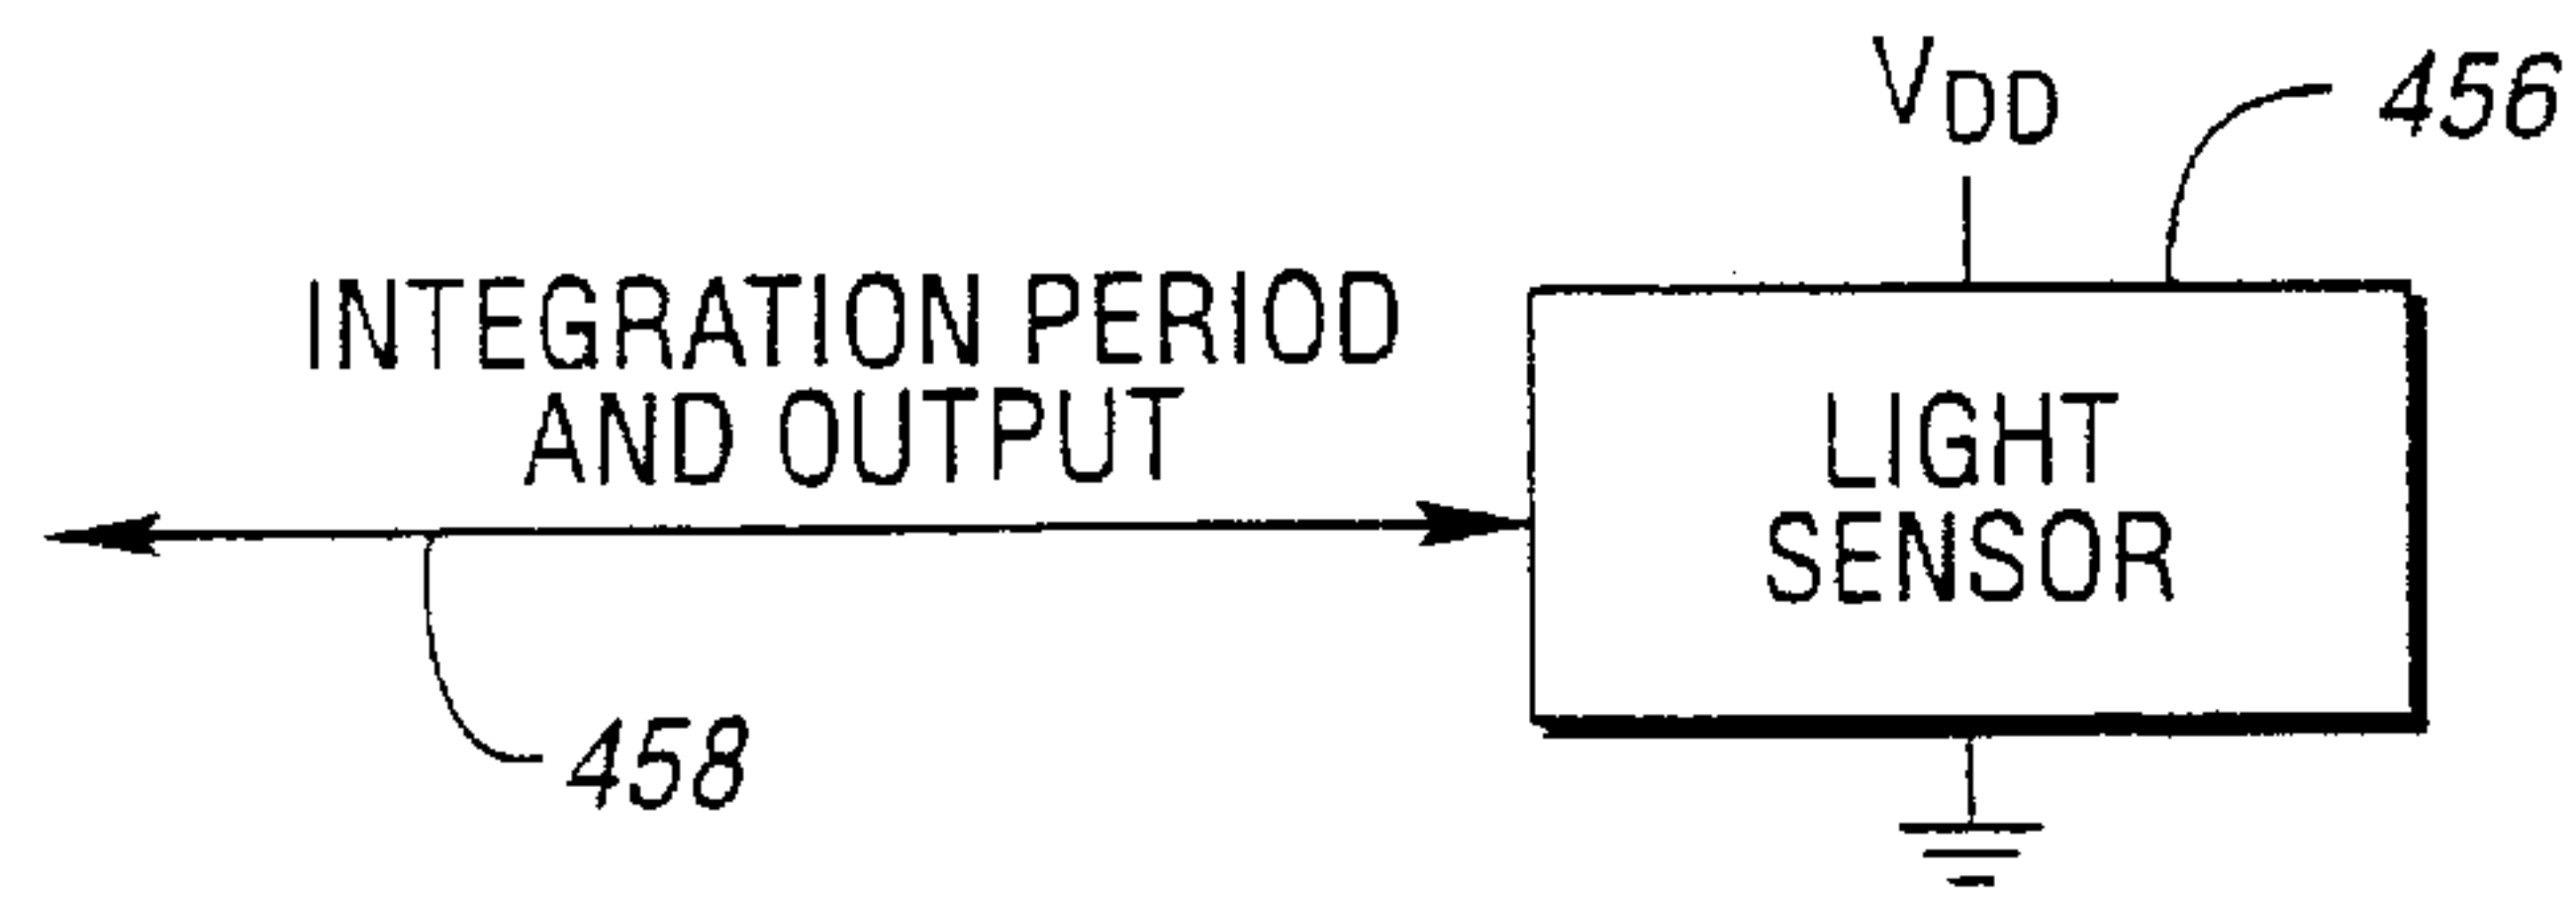 VDD
456
INTEGRATION PERIOD
AND OUTPUT
LIGHT
SENSOR
458